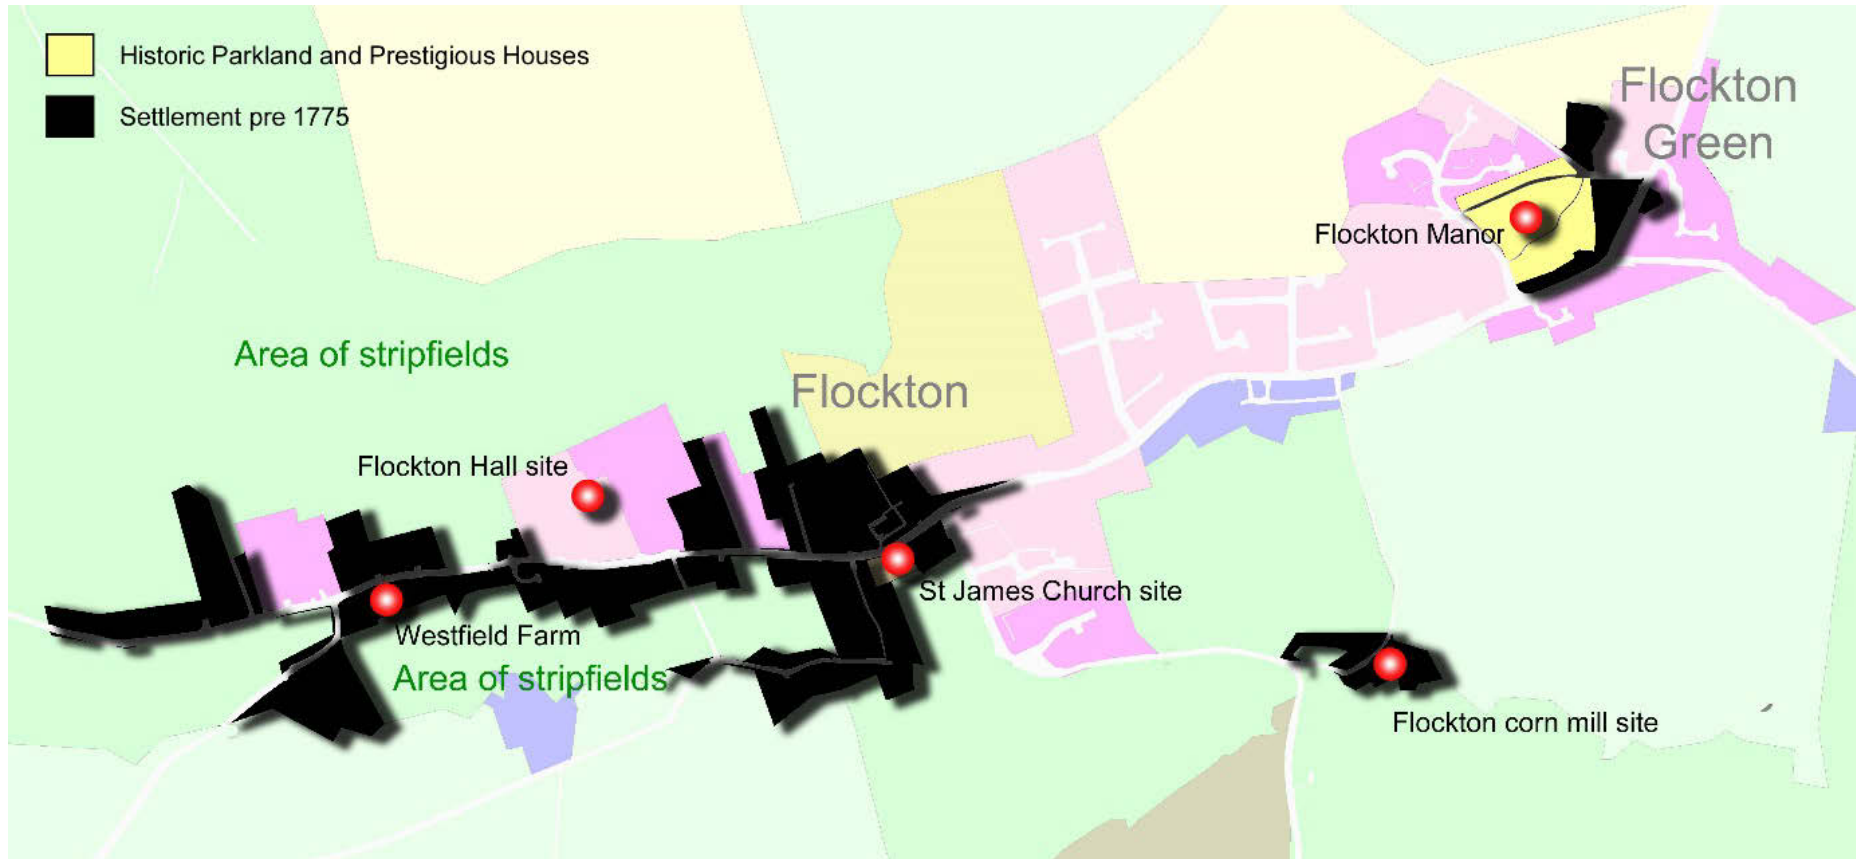 Historic Parkland and Prestigious Houses
Settlement pre 1775
Flockton
Green
Flockton Manor
Area of stripfields
Flockton
Flockton Hall site
St James Church site
Westfield Farm
Area of stripfields
Flockton corn mill site